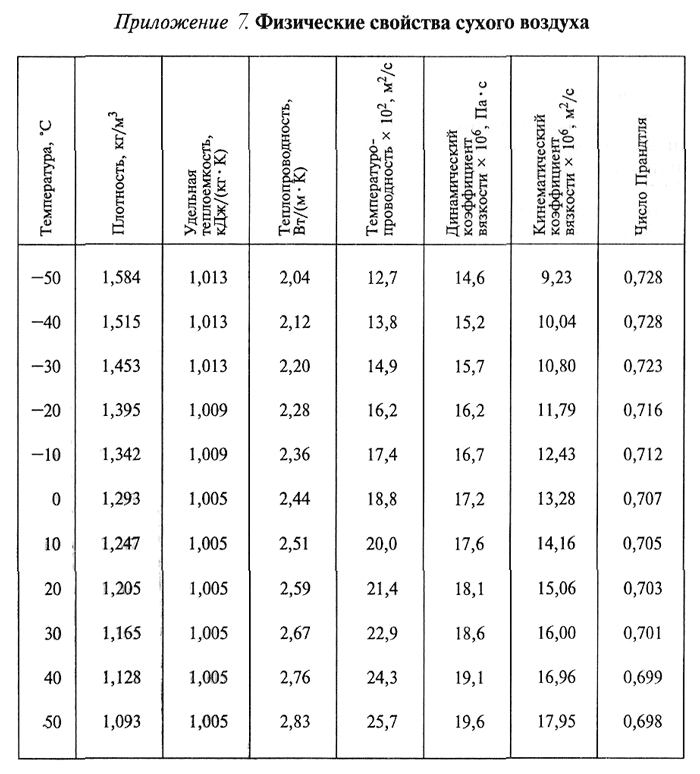 Приложение 7. Физические свойства сухого воздуха
Температура, °С
Плотность, кг/м³
Удельная
теплоемкость,
кДж/(кг · К)
Теплопроводность,
Вт/(м · К)
Температуро-
проводность × 10², м²/с
Динамический
коэффициент
вязкости × 10⁶, Па · с
Кинематический
коэффициент
вязкости × 10⁶, м²/с
Число Прандтля
−50 1,584 1,013 2,04 12,7 14,6 9,23 0,728
−40 1,515 1,013 2,12 13,8 15,2 10,04 0,728
−30 1,453 1,013 2,20 14,9 15,7 10,80 0,723
−20 1,395 1,009 2,28 16,2 16,2 11,79 0,716
−10 1,342 1,009 2,36 17,4 16,7 12,43 0,712
0 1,293 1,005 2,44 18,8 17,2 13,28 0,707
10 1,247 1,005 2,51 20,0 17,6 14,16 0,705
20 1,205 1,005 2,59 21,4 18,1 15,06 0,703
30 1,165 1,005 2,67 22,9 18,6 16,00 0,701
40 1,128 1,005 2,76 24,3 19,1 16,96 0,699
50 1,093 1,005 2,83 25,7 19,6 17,95 0,698